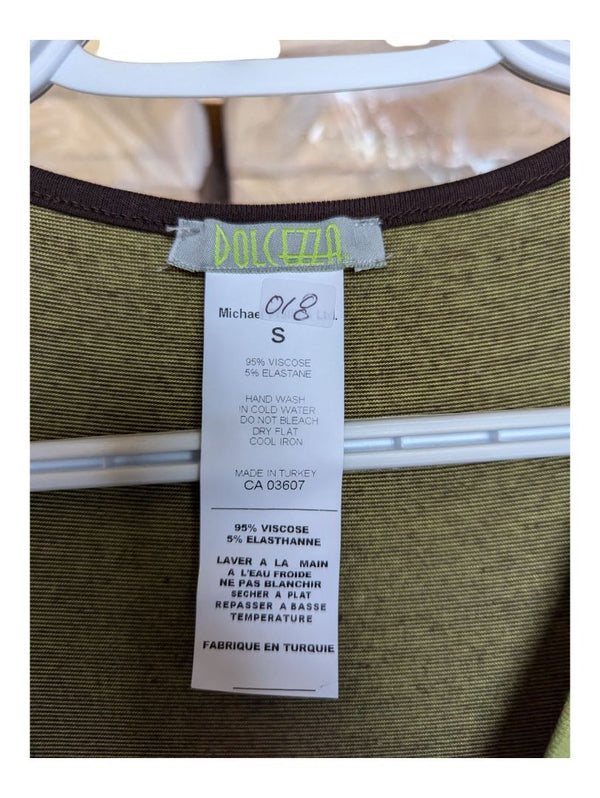 DOLCEZZA
018
Michae Ltd.
S
95% VISCOSE
5% ELASTANE
HAND WASH
IN COLD WATER
DO NOT BLEACH
DRY FLAT
COOL IRON
MADE IN TURKEY
CA 03607
95% VISCOSE
5% ELASTHANNE
LAVER A LA MAIN
A L'EAU FROIDE
NE PAS BLANCHIR
SECHER A PLAT
REPASSER A BASSE
TEMPERATURE
FABRIQUE EN TURQUIE